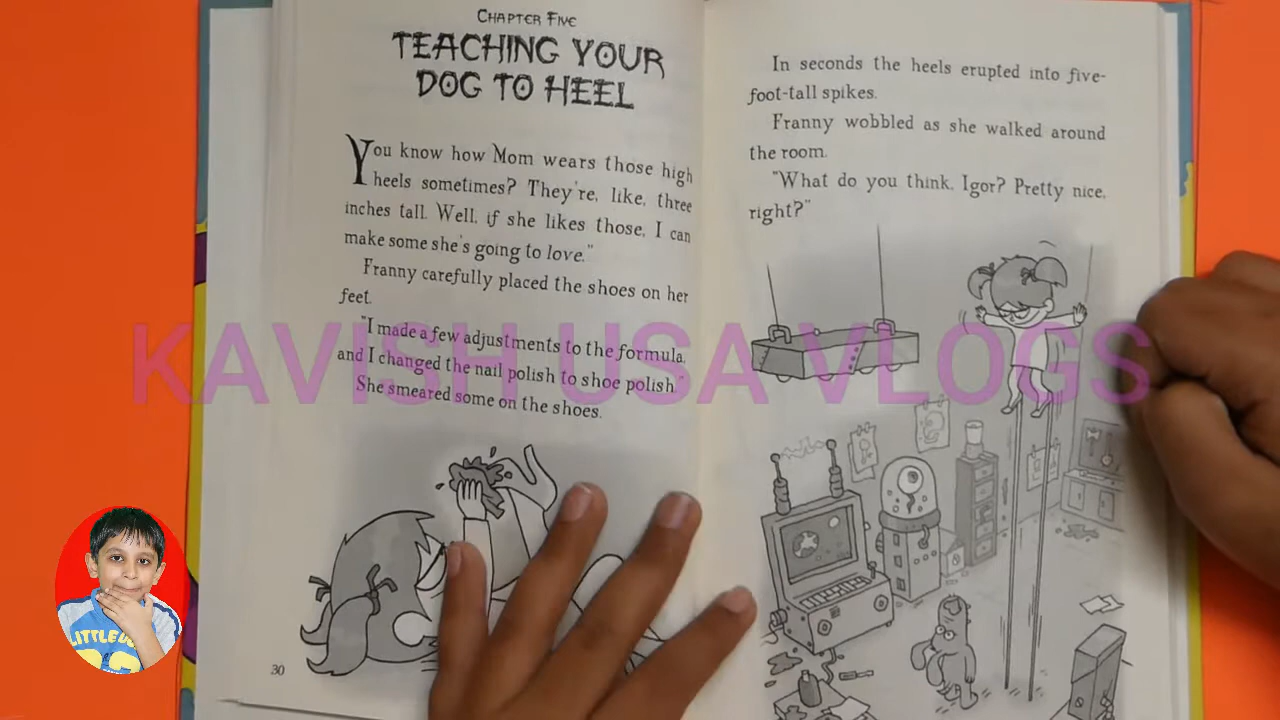 CHAPTER FIVE
TEACHING YOUR
DOG TO HEEL
You know how Mom wears those high
heels sometimes? They're, like, three
inches tall. Well, if she likes those, I can
make some she's going to love."
Franny carefully placed the shoes on her
feet.
"I made a few adjustments to the formula,
and I changed the nail polish to shoe polish."
She smeared some on the shoes.
30
In seconds the heels erupted into five-
foot-tall spikes.
Franny wobbled as she walked around
the room.
"What do you think, Igor? Pretty nice,
right?"
KAVISH USA VLOGS
LITTLE